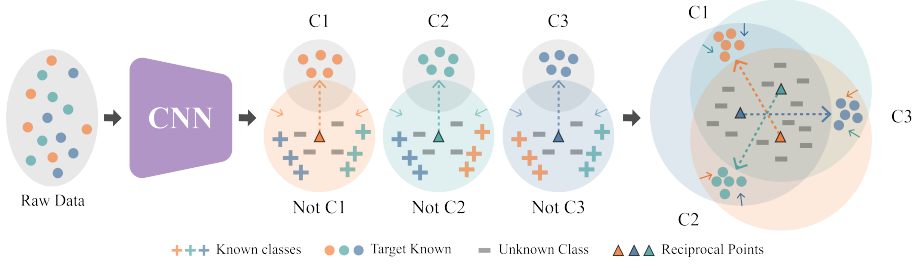 C1 C2 C3
CNN
Raw Data
Not C1 Not C2 Not C3
C1
C3
C2
Known classes Target Known Unknown Class Reciprocal Points